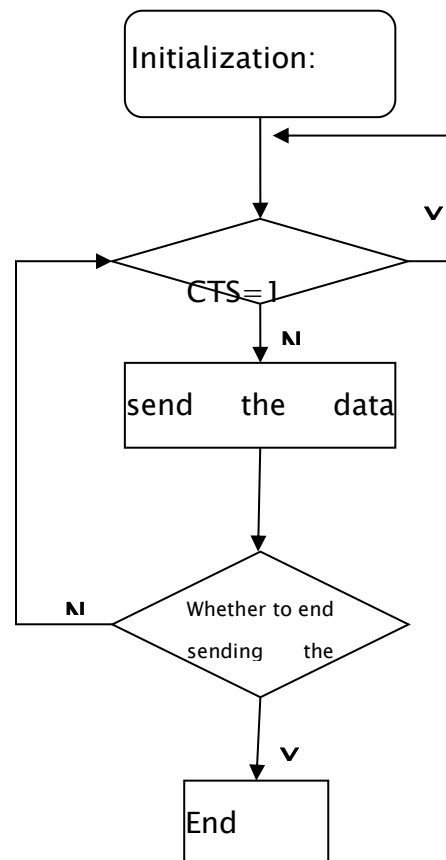 Initialization:
CTS=1
send the data
Whether to end
sending the
End